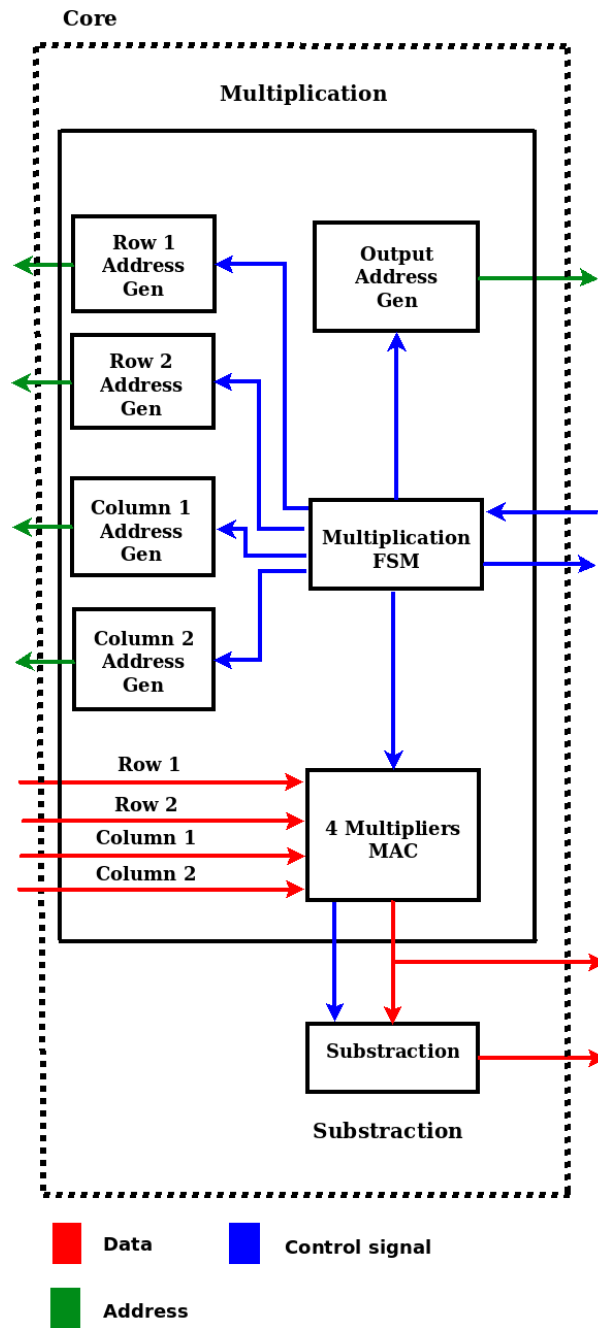 Core
Multiplication
Row 1
Address
Gen
Output
Address
Gen
Row 2
Address
Gen
Column 1
Address
Gen
Multiplication
FSM
Column 2
Address
Gen
Row 1
Row 2
Column 1
Column 2
4 Multipliers
MAC
Substraction
Substraction
Data
Control signal
Address